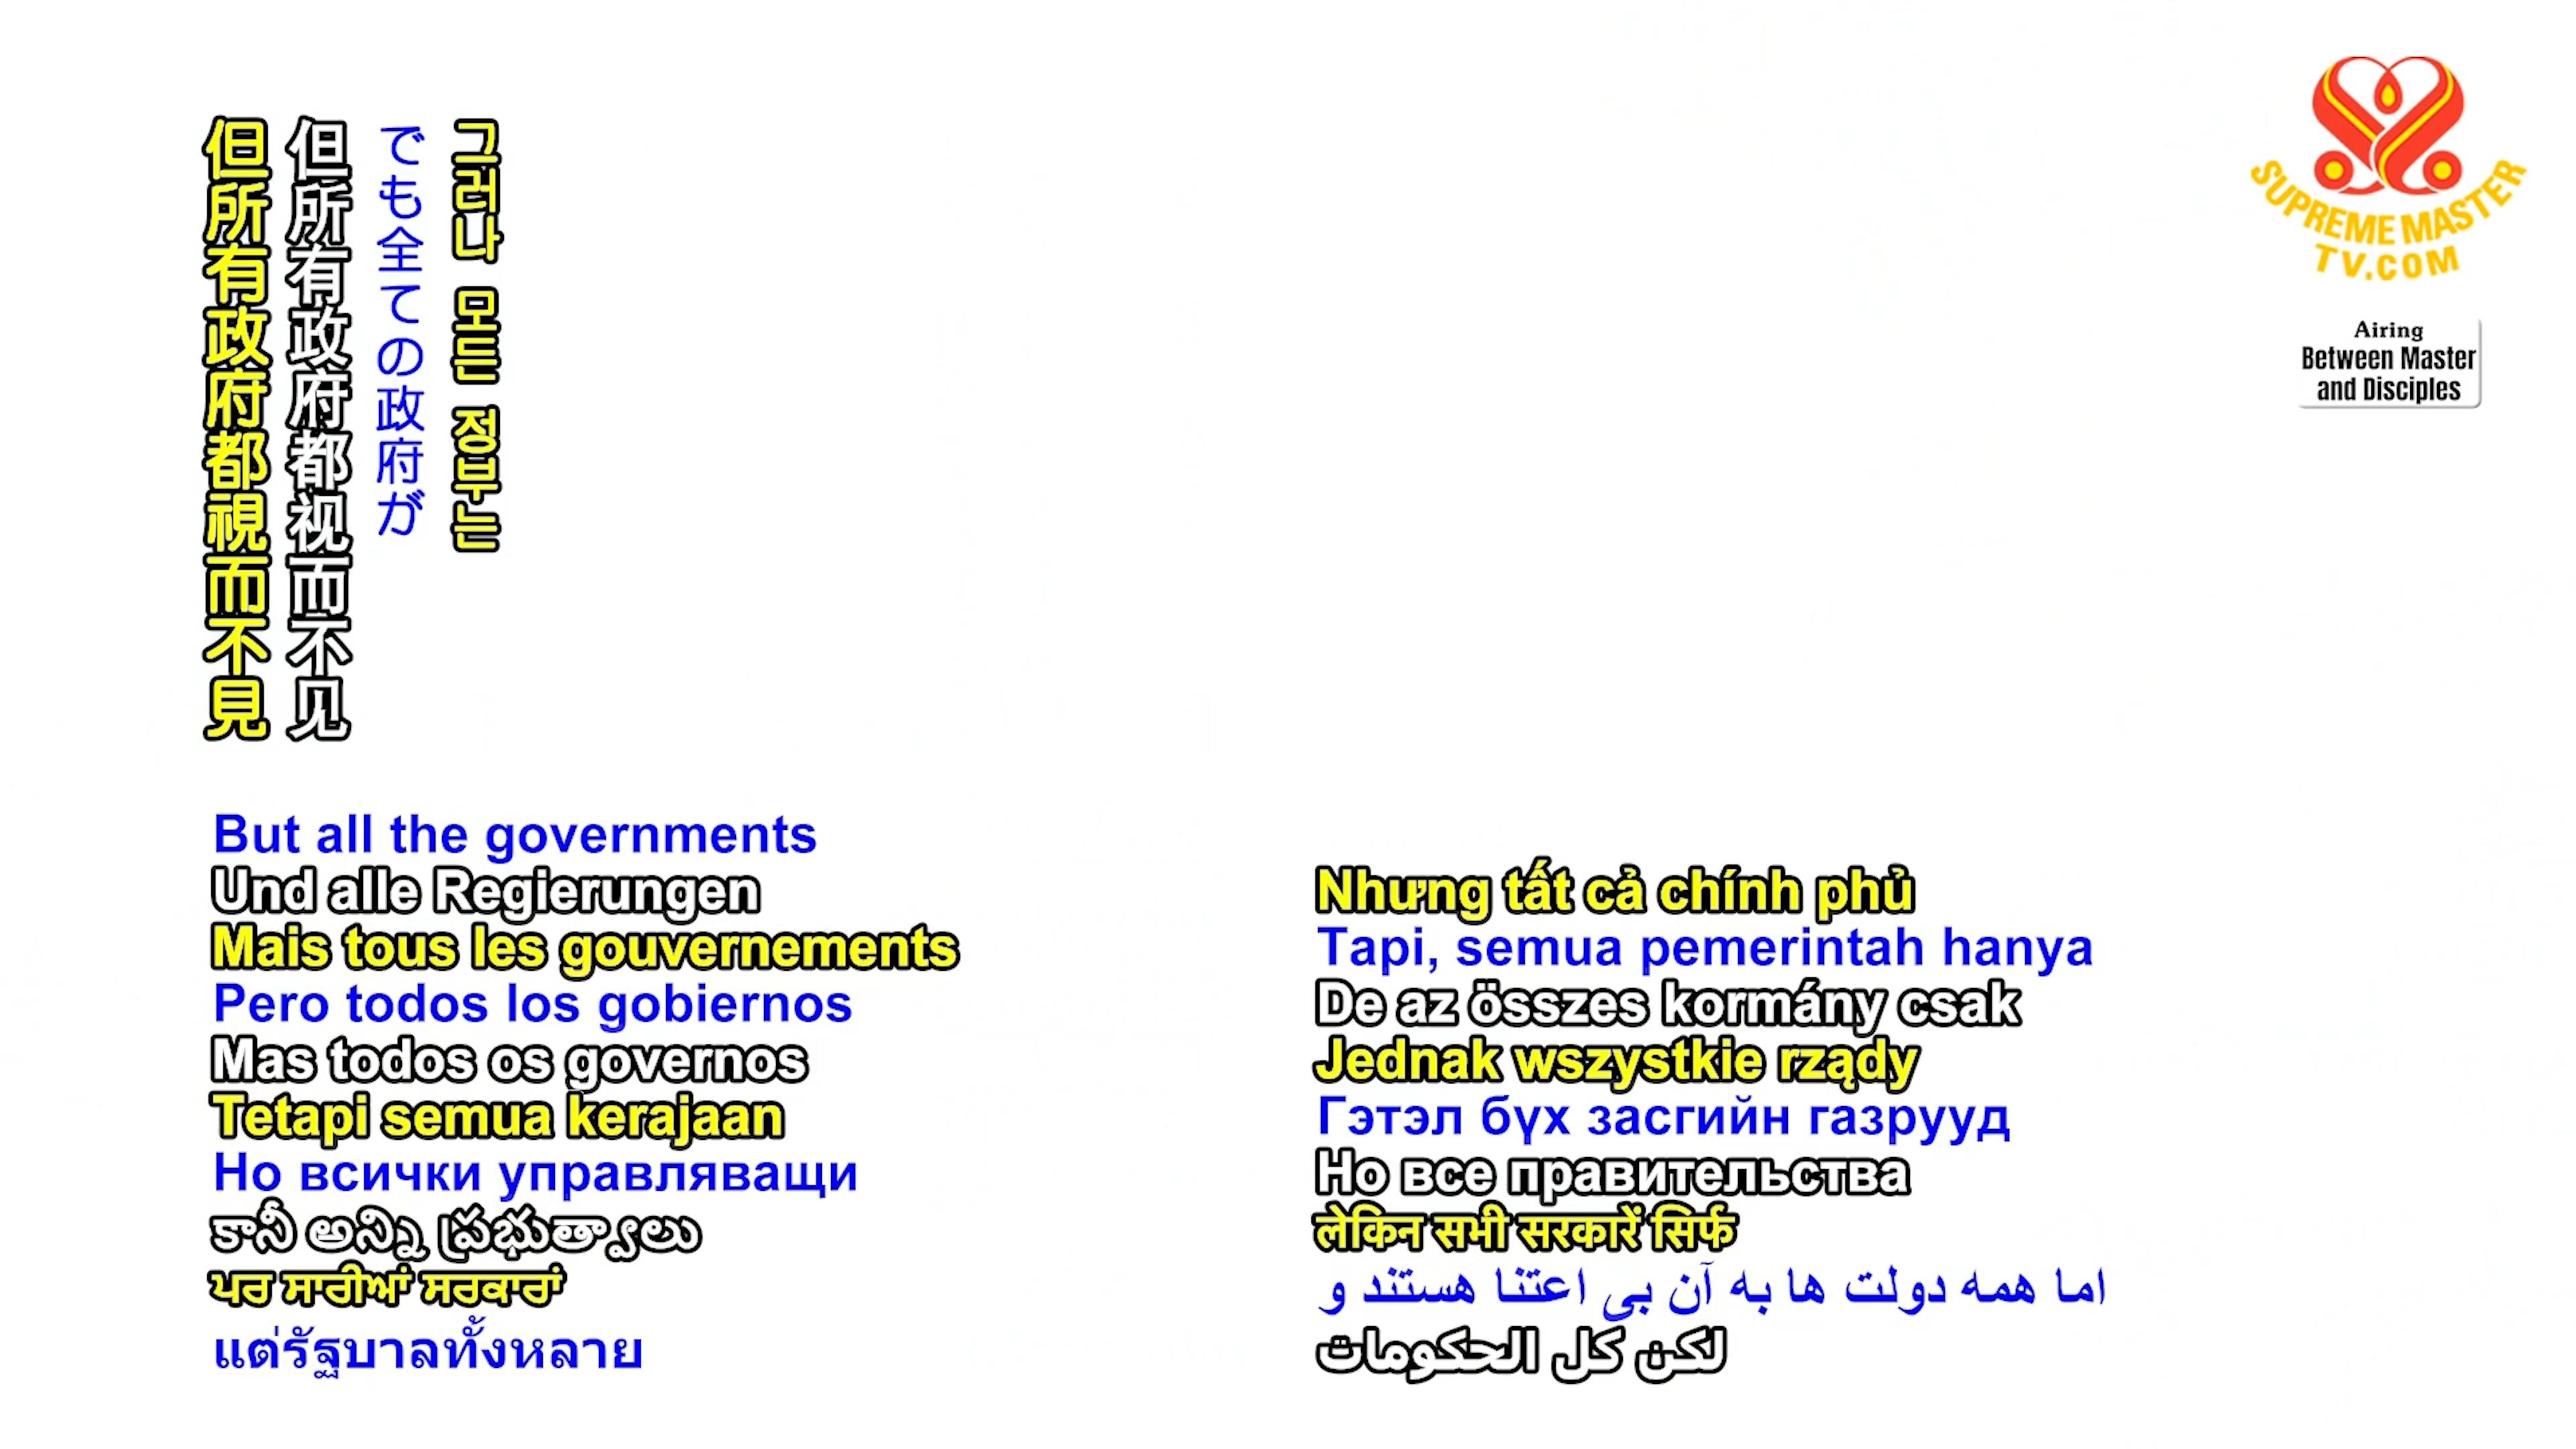 但所有政府都視而不見
但所有政府都视而不见
でも全ての政府が
그러나 모든 정부는
SUPREME MASTER
TV.COM
Airing
Between Master
and Disciples
But all the governments
Und alle Regierungen
Mais tous les gouvernements
Pero todos los gobiernos
Mas todos os governos
Tetapi semua kerajaan
Но всички управляващи
కానీ అన్ని ప్రభుత్వాలు
ਪਰ ਸਾਰੀਆਂ ਸਰਕਾਰਾਂ
แต่รัฐบาลทั้งหลาย
Nhưng tất cả chính phủ
Tapi, semua pemerintah hanya
De az összes kormány csak
Jednak wszystkie rządy
Гэтэл бүх засгийн газрууд
Но все правительства
लेकिन सभी सरकारें सिर्फ
اما همه دولت ها به آن بی اعتنا هستند و
لكن كل الحكومات